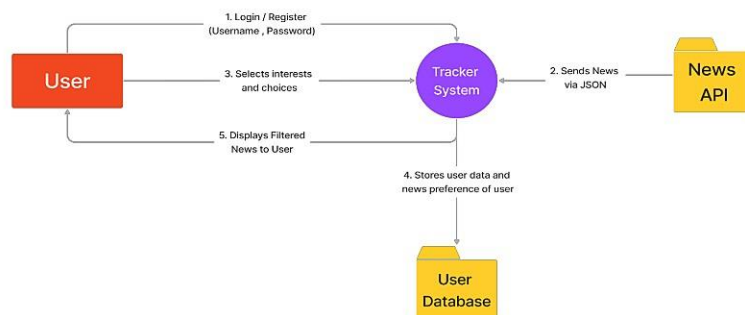 1. Login / Register
(Username , Password)
User
3. Selects interests
and choices
Tracker
System
2. Sends News
via JSON
News
API
5. Displays Filtered
News to User
4. Stores user data and
news preference of user
User
Database